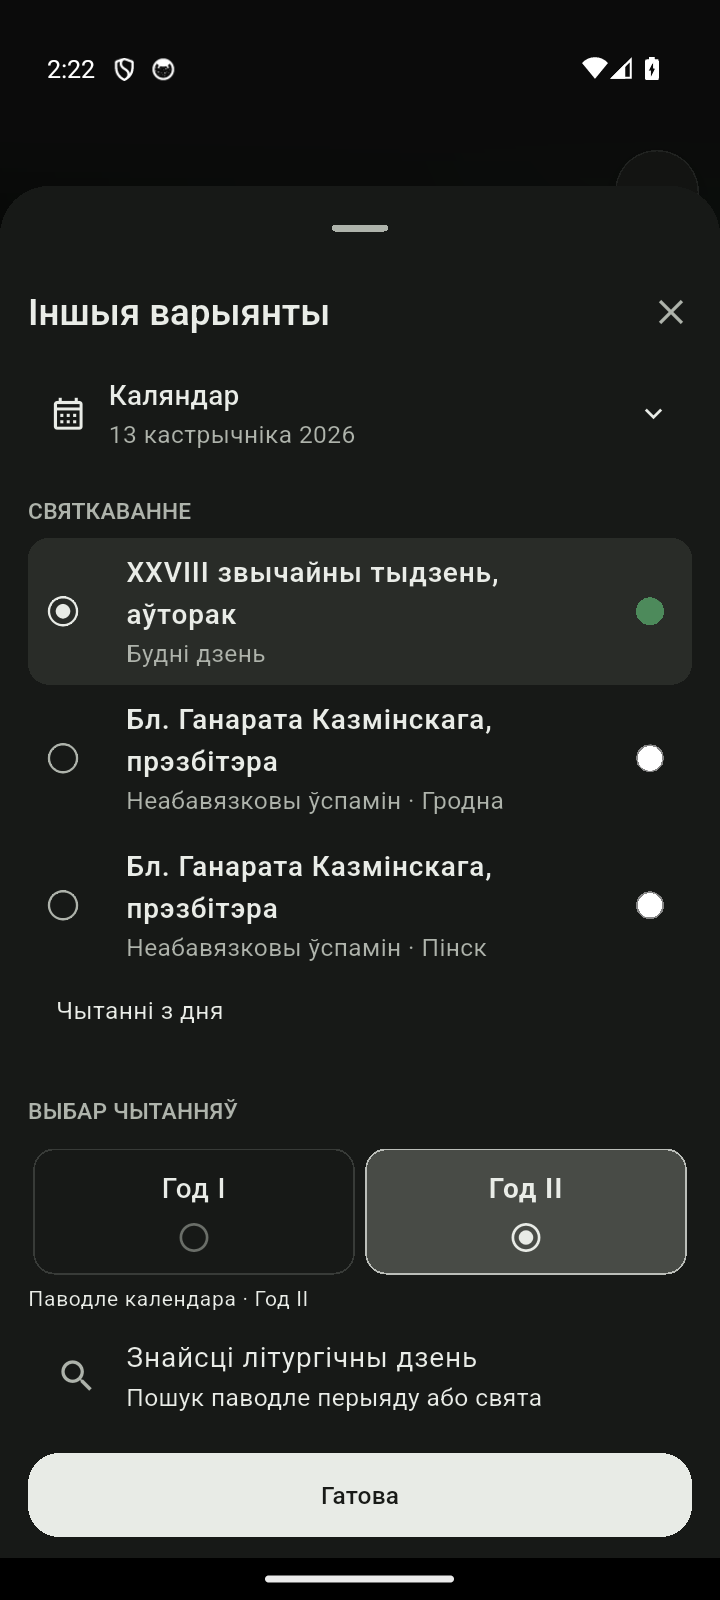 2:22
Іншыя варыянты
Каляндар
13 кастрычніка 2026
СВЯТКАВАННЕ
XXVIII звычайны тыдзень,
аўторак
Будні дзень
Бл. Ганарата Казмінскага,
прэзбітэра
Неабавязковы ўспамін · Гродна
Бл. Ганарата Казмінскага,
прэзбітэра
Неабавязковы ўспамін · Пінск
Чытанні з дня
ВЫБАР ЧЫТАННЯЎ
Год I
Год II
Паводле календара · Год II
Знайсці літургічны дзень
Пошук паводле перыяду або свята
Гатова